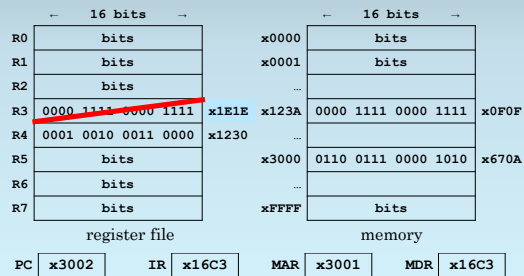 ← 16 bits → ← 16 bits →
R0 bits x0000 bits
R1 bits x0001 bits
R2 bits …
R3 0000 1111 0000 1111 x1E1E x123A 0000 1111 0000 1111 x0F0F
R4 0001 0010 0011 0000 x1230 …
R5 bits x3000 0110 0111 0000 1010 x670A
R6 bits …
R7 bits xFFFF bits
register file memory
PC x3002 IR x16C3 MAR x3001 MDR x16C3